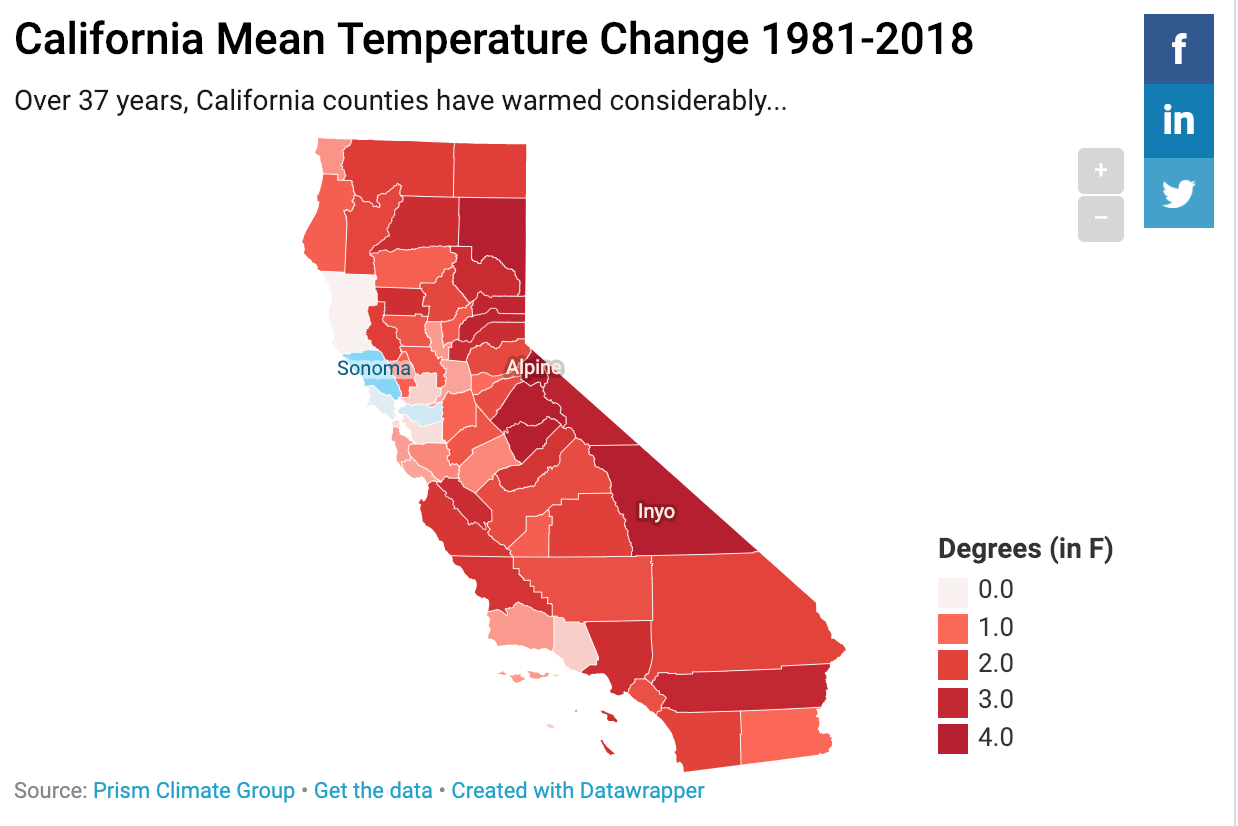 California Mean Temperature Change 1981-2018
Over 37 years, California counties have warmed considerably...
f
in
+
−
Sonoma
Alpine
Inyo
Degrees (in F)
0.0
1.0
2.0
3.0
4.0
Source: Prism Climate Group • Get the data • Created with Datawrapper